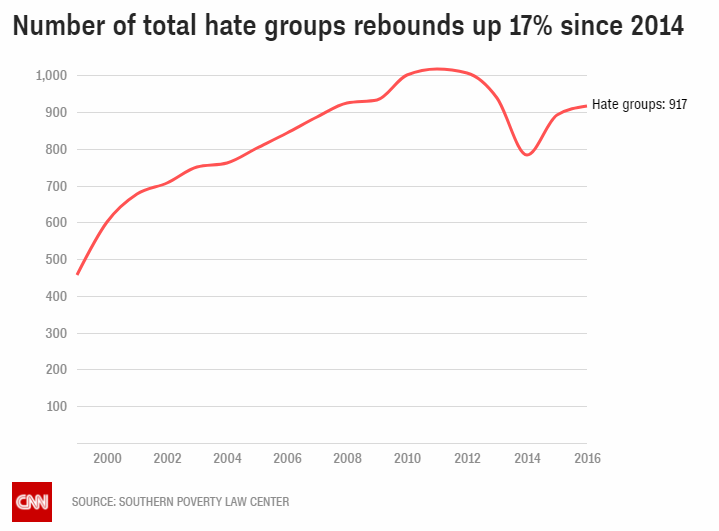 Number of total hate groups rebounds up 17% since 2014
1,000
900
Hate groups: 917
800
700
600
500
400
300
200
100
2000 2002 2004 2006 2008 2010 2012 2014 2016
CNN SOURCE: SOUTHERN POVERTY LAW CENTER